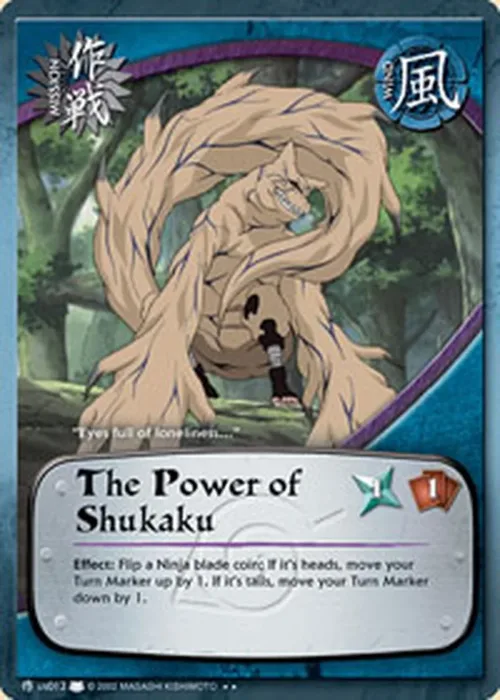 作戦
MISSION
風
WIND
"Eyes full of loneliness..."
The Power of
Shukaku
1
1
Effect: Flip a Ninja blade coin; If it's heads, move your
Turn Marker up by 1. If it's tails, move your Turn Marker
down by 1.
© 2002 MASASHI KISHIMOTO